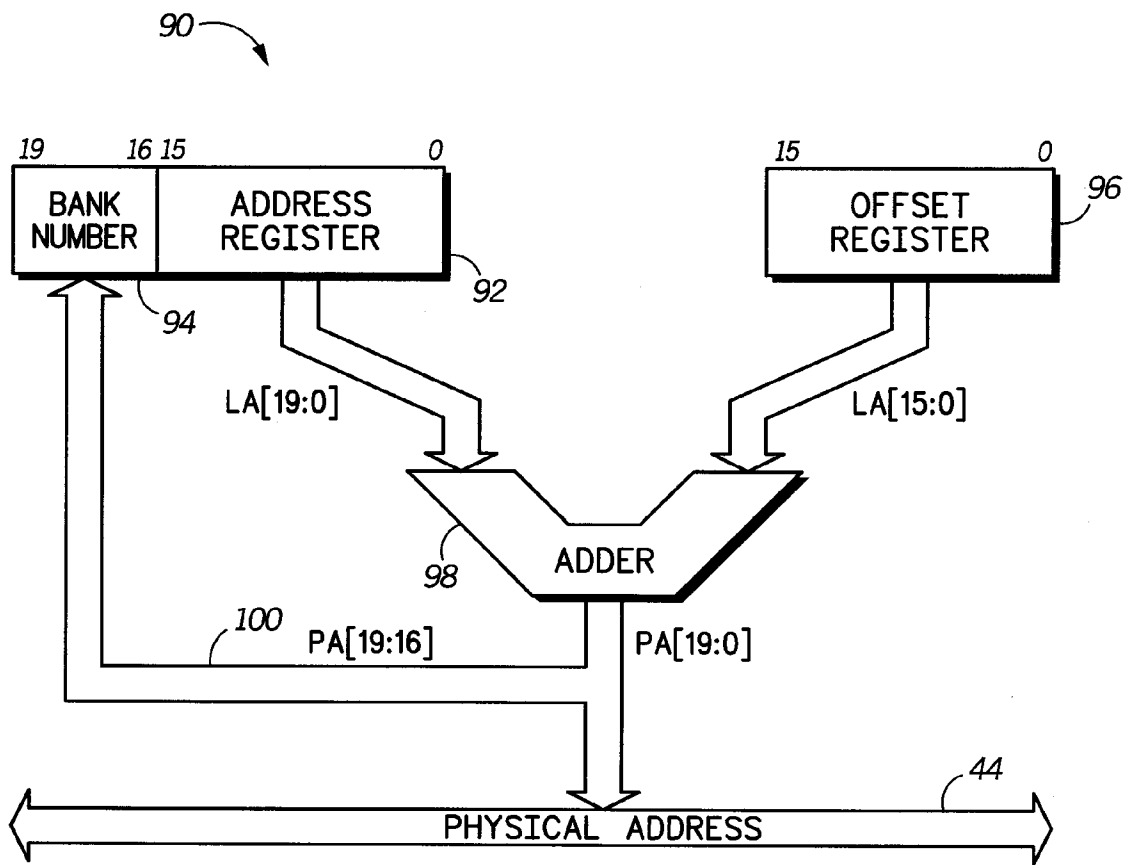 90
19 16 15 0
15 0
BANK
NUMBER
ADDRESS
REGISTER
OFFSET
REGISTER
96
92
94
LA[19:0]
LA[15:0]
98
ADDER
100
PA[19:16]
PA[19:0]
44
PHYSICAL ADDRESS